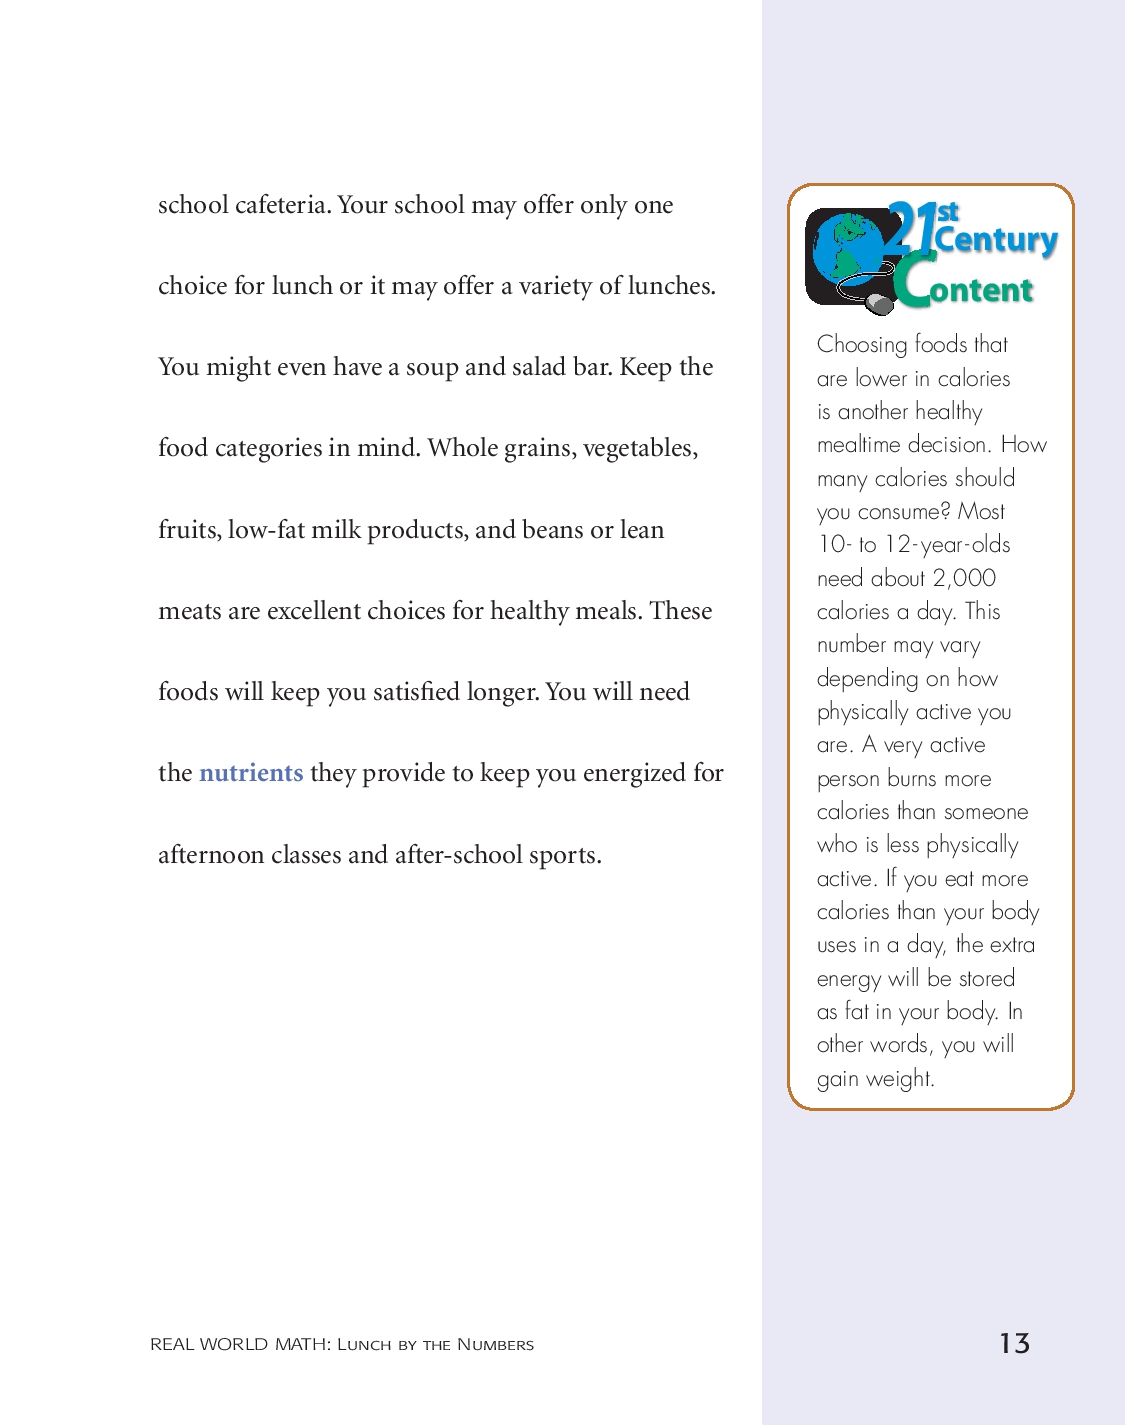 school cafeteria. Your school may offer only one
choice for lunch or it may offer a variety of lunches.
You might even have a soup and salad bar. Keep the
food categories in mind. Whole grains, vegetables,
fruits, low-fat milk products, and beans or lean
meats are excellent choices for healthy meals. These
foods will keep you satisfied longer. You will need
the nutrients they provide to keep you energized for
afternoon classes and after-school sports.
21st
Century
Content
Choosing foods that
are lower in calories
is another healthy
mealtime decision. How
many calories should
you consume? Most
10- to 12-year-olds
need about 2,000
calories a day. This
number may vary
depending on how
physically active you
are. A very active
person burns more
calories than someone
who is less physically
active. If you eat more
calories than your body
uses in a day, the extra
energy will be stored
as fat in your body. In
other words, you will
gain weight.
REAL WORLD MATH: Lunch by the Numbers
13